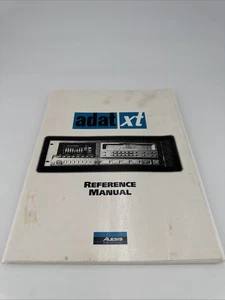 adat xt
REFERENCE
MANUAL
ALESIS